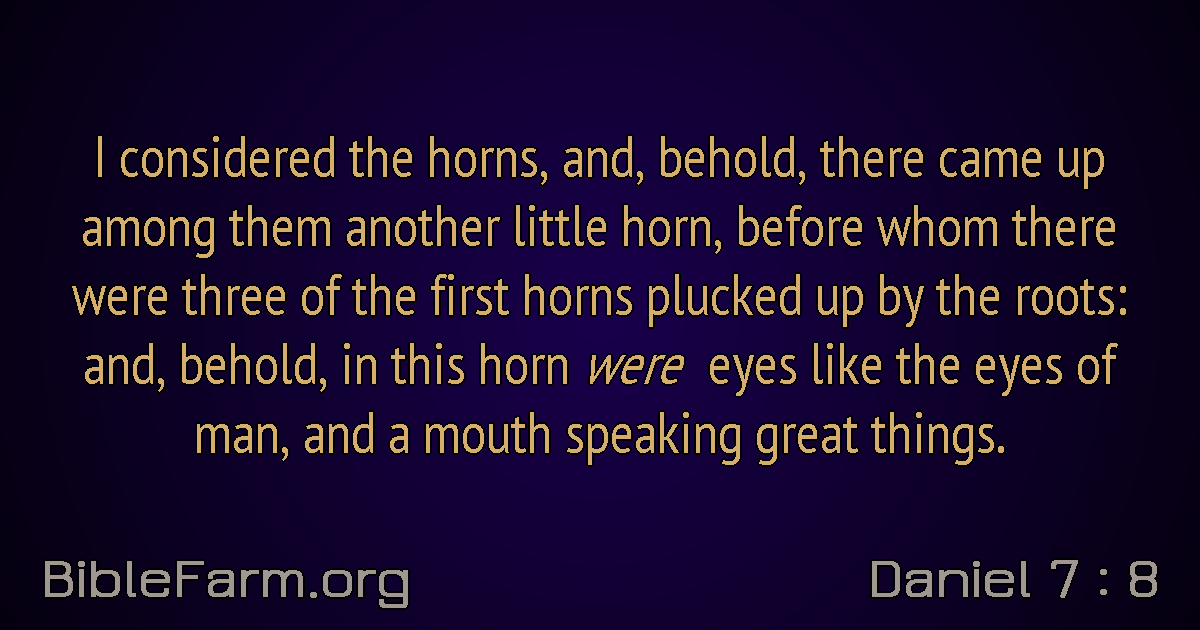 I considered the horns, and, behold, there came up
among them another little horn, before whom there
were three of the first horns plucked up by the roots:
and, behold, in this horn were eyes like the eyes of
man, and a mouth speaking great things.
BibleFarm.org
Daniel 7 : 8